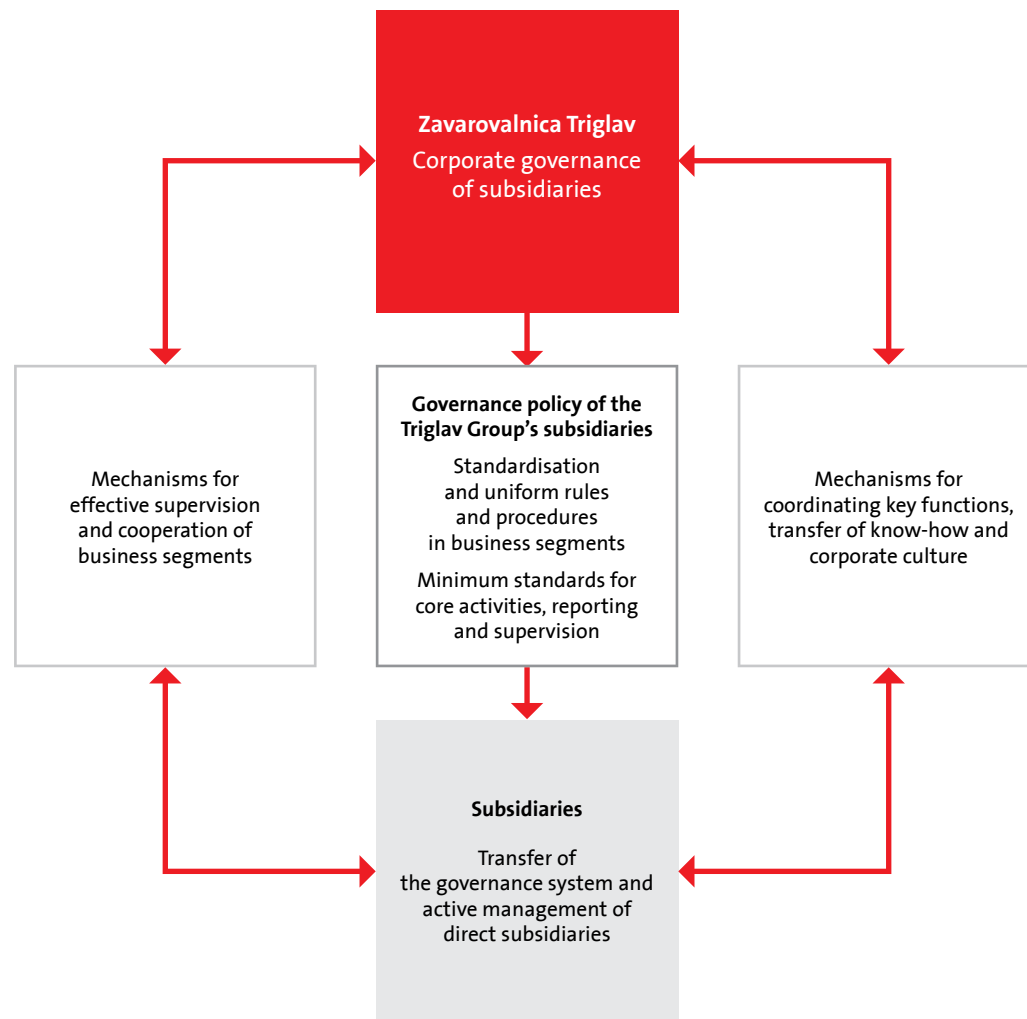 Zavarovalnica Triglav
Corporate governance
of subsidiaries
Mechanisms for
effective supervision
and cooperation of
business segments
Governance policy of the
Triglav Group's subsidiaries
Standardisation
and uniform rules
and procedures
in business segments
Minimum standards for
core activities, reporting
and supervision
Mechanisms for
coordinating key functions,
transfer of know-how and
corporate culture
Subsidiaries
Transfer of
the governance system and
active management of
direct subsidiaries